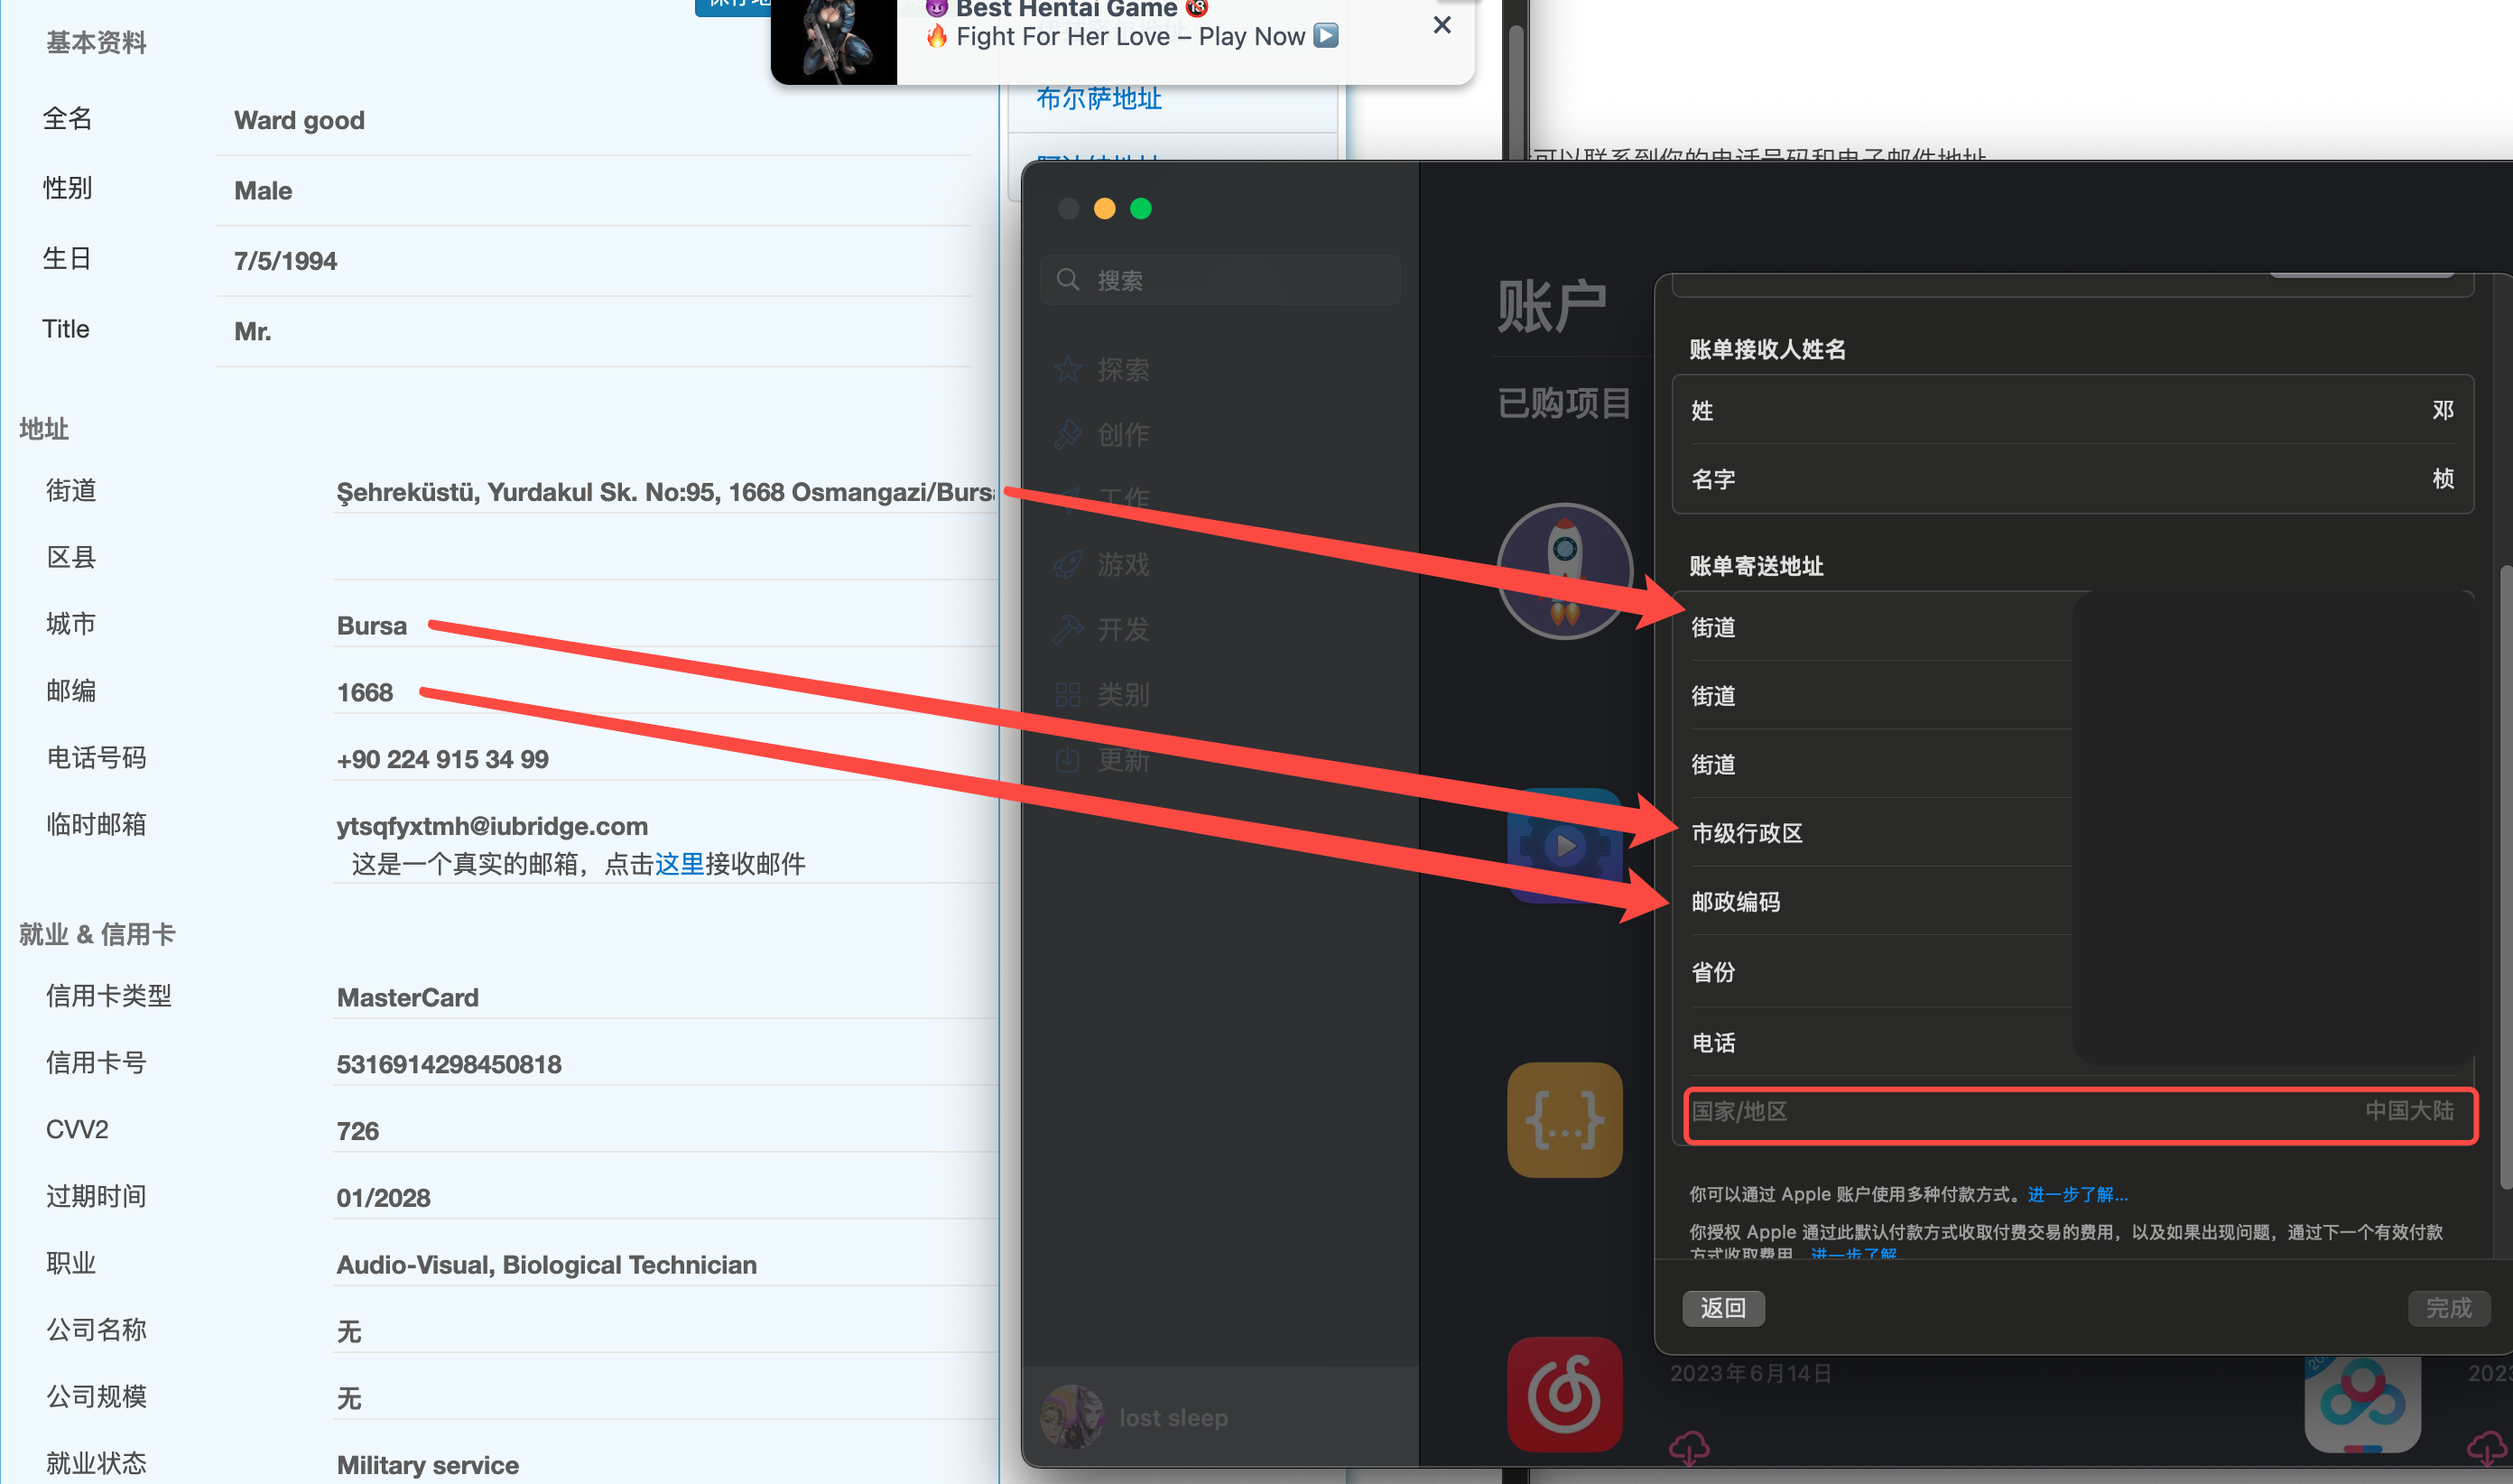 Best Hentai Game 🔞
🔥 Fight For Her Love – Play Now ▶️
基本资料
全名 Ward good
性别 Male
生日 7/5/1994
Title Mr.
地址
街道 Şehreküstü, Yurdakul Sk. No:95, 1668 Osmangazi/Bursa
区县
城市 Bursa
邮编 1668
电话号码 +90 224 915 34 99
临时邮箱 ytsqfyxtmh@iubridge.com
这是一个真实的邮箱，点击这里接收邮件
就业 & 信用卡
信用卡类型 MasterCard
信用卡号 5316914298450818
CVV2 726
过期时间 01/2028
职业 Audio-Visual, Biological Technician
公司名称 无
公司规模 无
就业状态 Military service
布尔萨地址
可以联系到你的电话号码和电子邮件地址
搜索
探索
创作
工作
游戏
开发
类别
更新
lost sleep
账户
已购项目
账单接收人姓名
姓 邓
名字 桢
账单寄送地址
街道
街道
街道
市级行政区
邮政编码
省份
电话
国家/地区 中国大陆
你可以通过 Apple 账户使用多种付款方式。进一步了解...
你授权 Apple 通过此默认付款方式收取付费交易的费用，以及如果出现问题，通过下一个有效付款
方式收取费用 进一步了解
返回 完成
2023年6月14日
2023